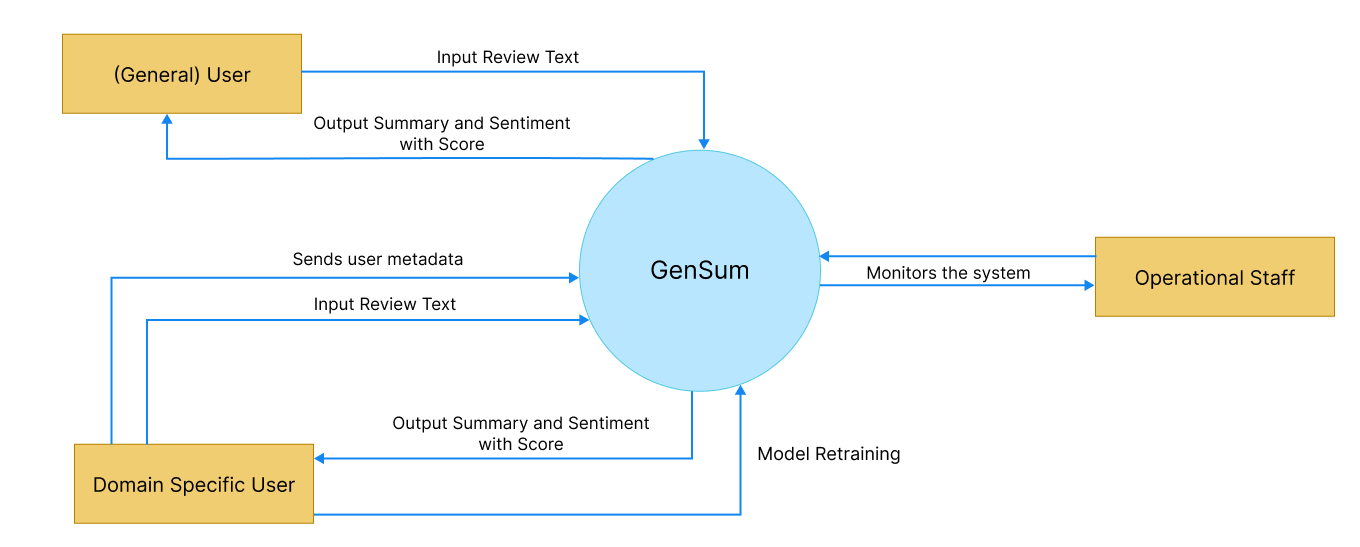 (General) User
Input Review Text
Output Summary and Sentiment
with Score
Sends user metadata
Input Review Text
GenSum
Monitors the system
Operational Staff
Output Summary and Sentiment
with Score
Domain Specific User
Model Retraining